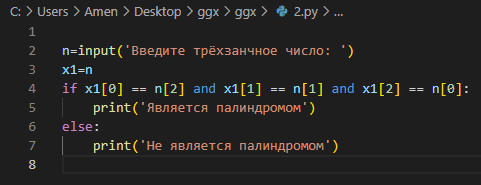 C: > Users > Amen > Desktop > ggx > ggx > 2.py > ...
1
2 n=input('Введите трёхзанчное число: ')
3 x1=n
4 if x1[0] == n[2] and x1[1] == n[1] and x1[2] == n[0]:
5     print('Является палиндромом')
6 else:
7     print('Не является палиндромом')
8